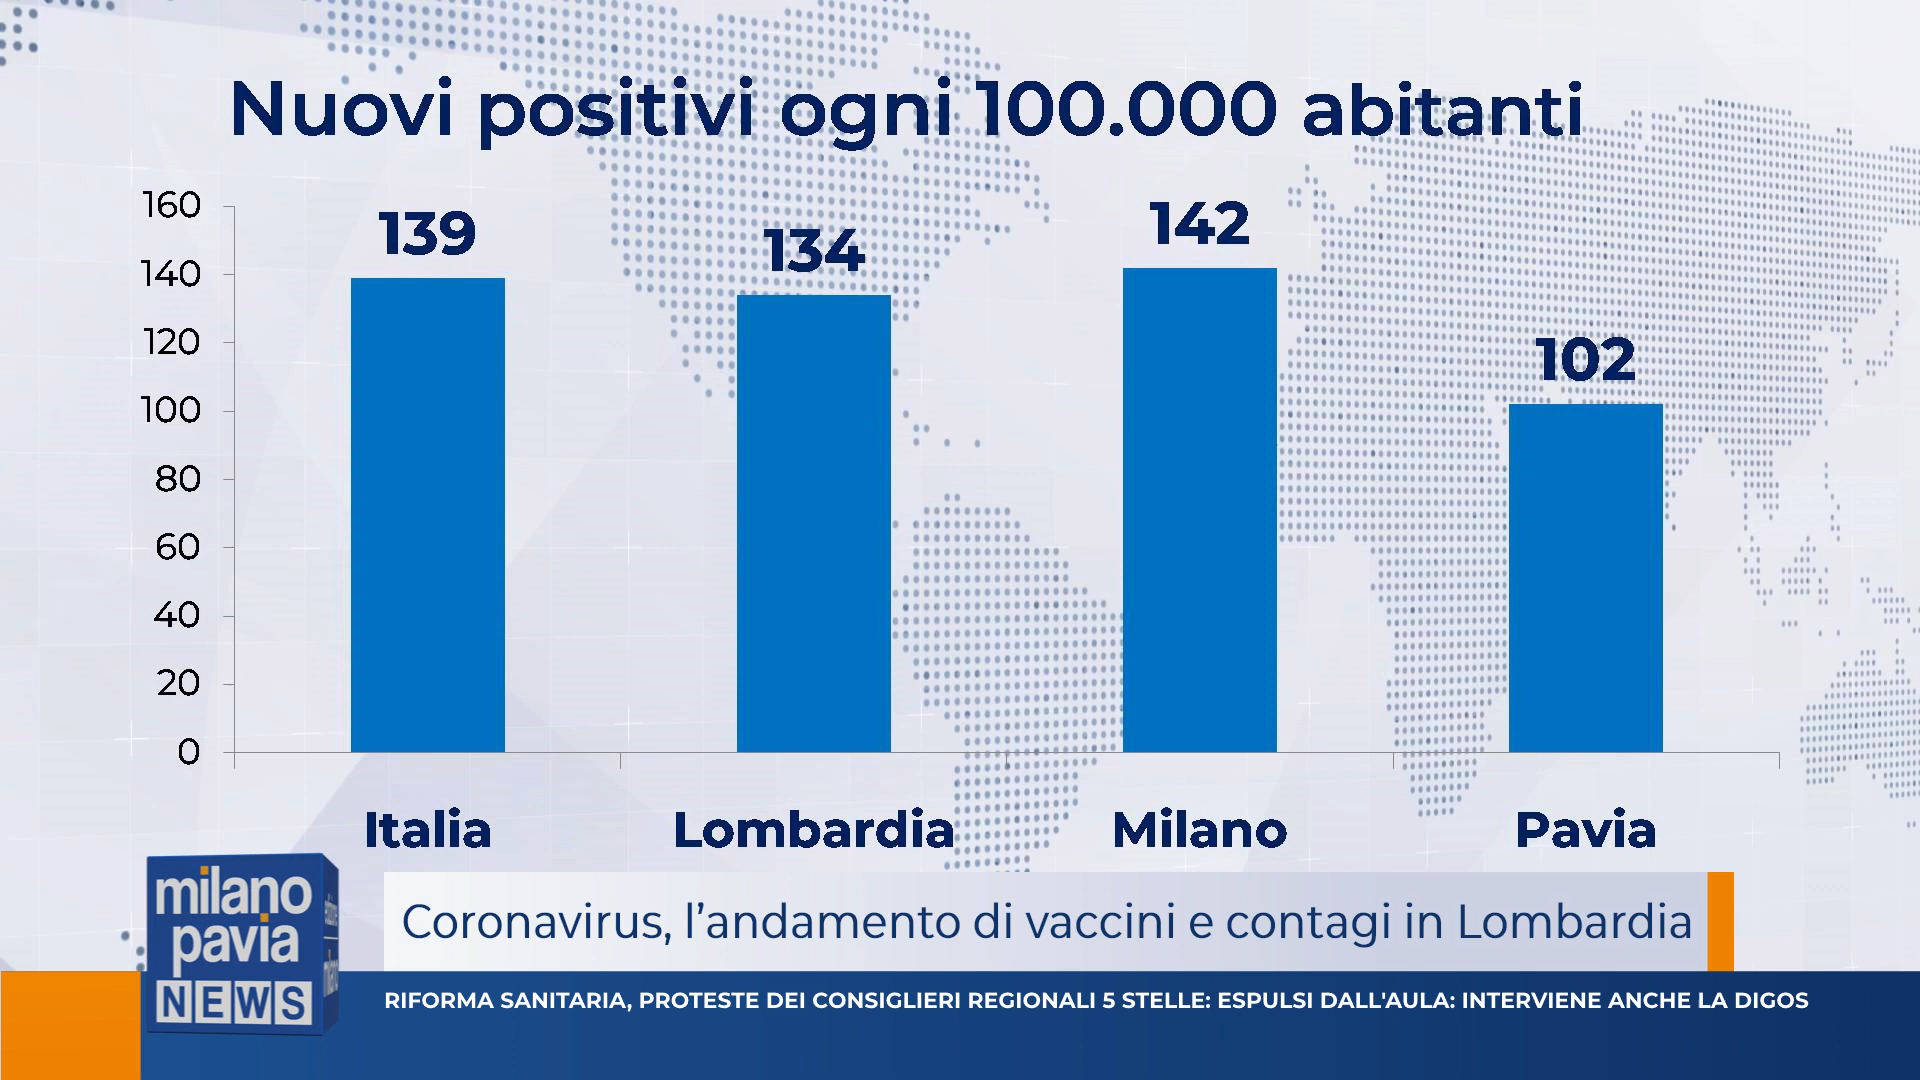 Nuovi positivi ogni 100.000 abitanti
160
140
120
100
80
60
40
20
0
139
134
142
102
Italia
Lombardia
Milano
Pavia
milano
pavia
NEWS
Coronavirus, l'andamento di vaccini e contagi in Lombardia
RIFORMA SANITARIA, PROTESTE DEI CONSIGLIERI REGIONALI 5 STELLE: ESPULSI DALL'AULA: INTERVIENE ANCHE LA DIGOS